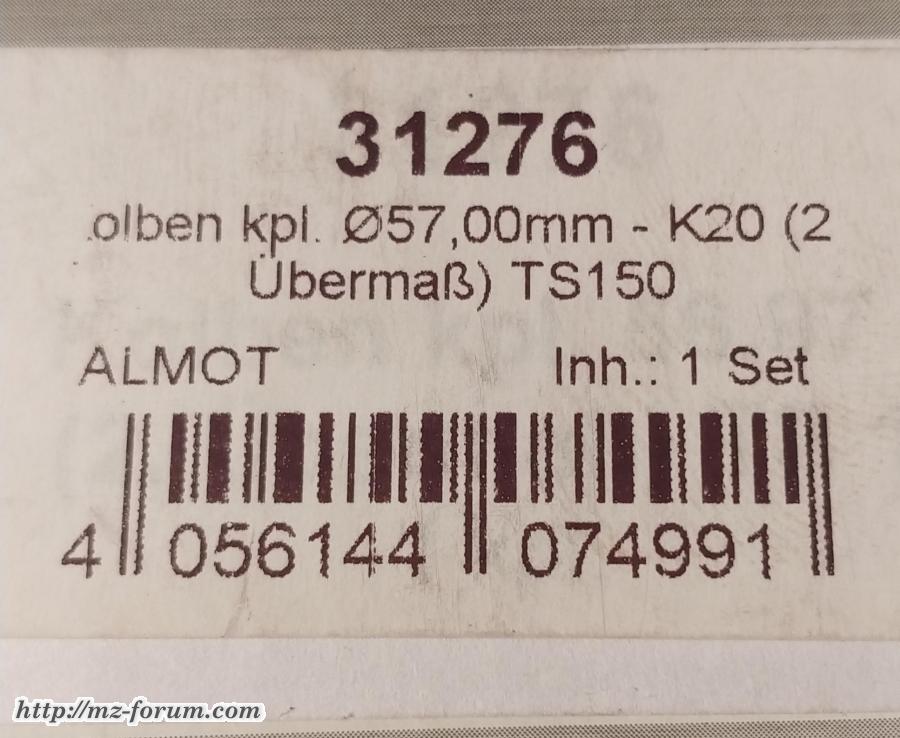 31276
.olben kpl. Ø57,00mm - K20 (2
Übermaß) TS150
ALMOT Inh.: 1 Set
4 056144 074991
http://mz-forum.com